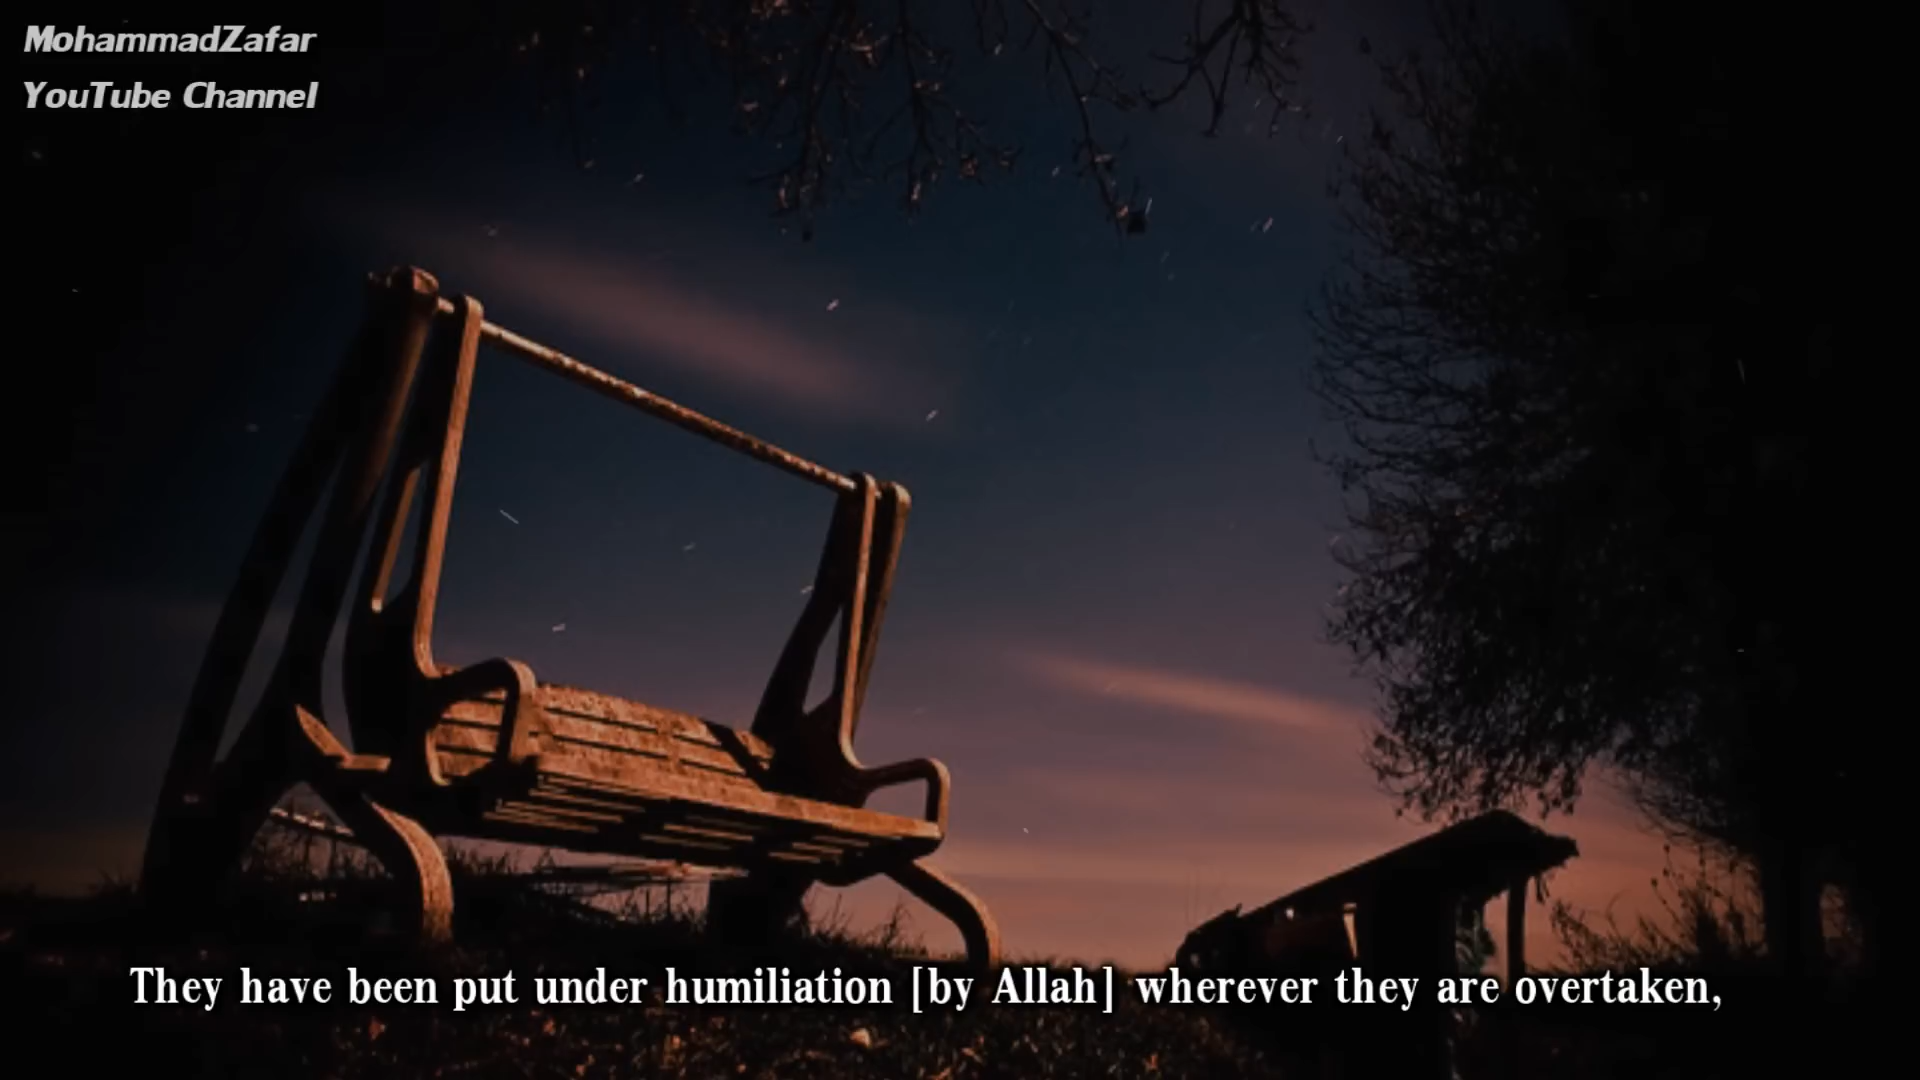 MohammadZafar
YouTube Channel
They have been put under humiliation [by Allah] wherever they are overtaken,